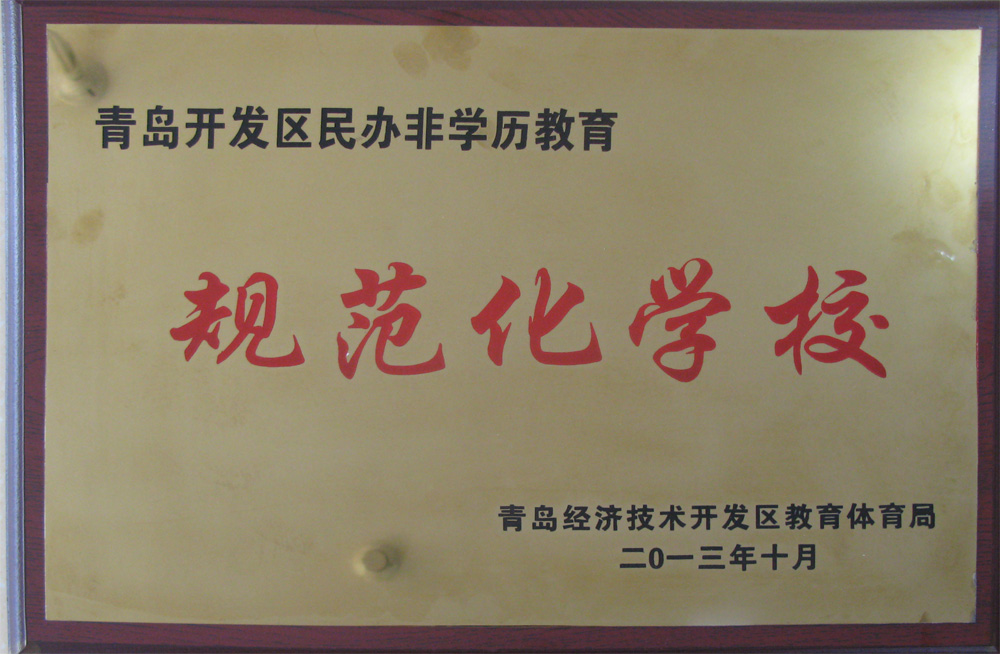 青岛开发区民办非学历教育
规范化学校
青岛经济技术开发区教育体育局
二0一三年十月